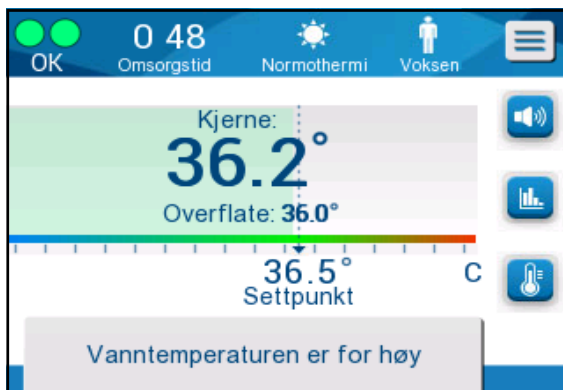 OK
0 48
Omsorgstid
Normothermi
Voksen
Kjerne:
36.2°
Overflate: 36.0°
36.5°
C
Settpunkt
Vanntemperaturen er for høy